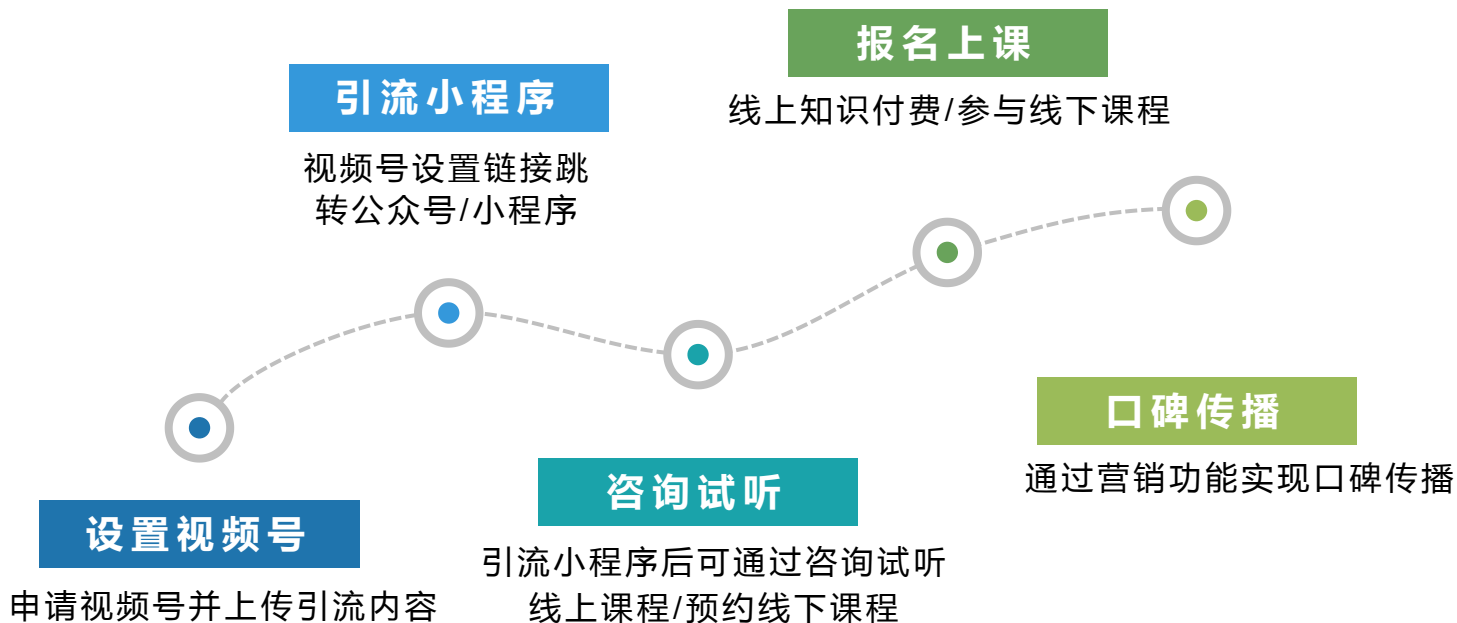 设置视频号
申请视频号并上传引流内容
引流小程序
视频号设置链接跳
转公众号/小程序
咨询试听
引流小程序后可通过咨询试听
线上课程/预约线下课程
报名上课
线上知识付费/参与线下课程
口碑传播
通过营销功能实现口碑传播